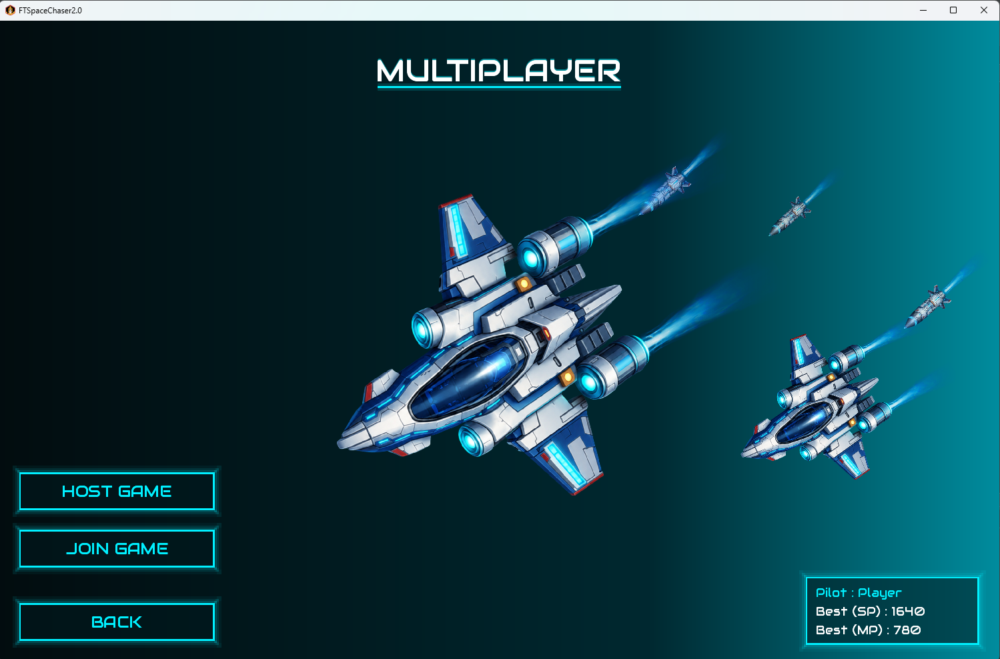 FTSpaceChaser2.0
MULTIPLAYER
HOST GAME
JOIN GAME
BACK
Pilot : Player
Best (SP) : 1640
Best (MP) : 780